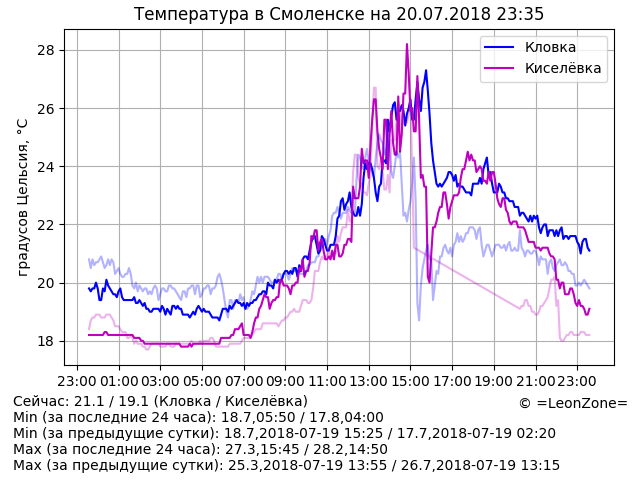 Температура в Смоленске на 20.07.2018 23:35
Кловка
Киселёвка
градусов Цельсия, °C
28
26
24
22
20
18
23:00 01:00 03:00 05:00 07:00 09:00 11:00 13:00 15:00 17:00 19:00 21:00 23:00
Сейчас: 21.1 / 19.1 (Кловка / Киселёвка)
© =LeonZone=
Min (за последние 24 часа): 18.7,05:50 / 17.8,04:00
Min (за предыдущие сутки): 18.7,2018-07-19 15:25 / 17.7,2018-07-19 02:20
Max (за последние 24 часа): 27.3,15:45 / 28.2,14:50
Max (за предыдущие сутки): 25.3,2018-07-19 13:55 / 26.7,2018-07-19 13:15